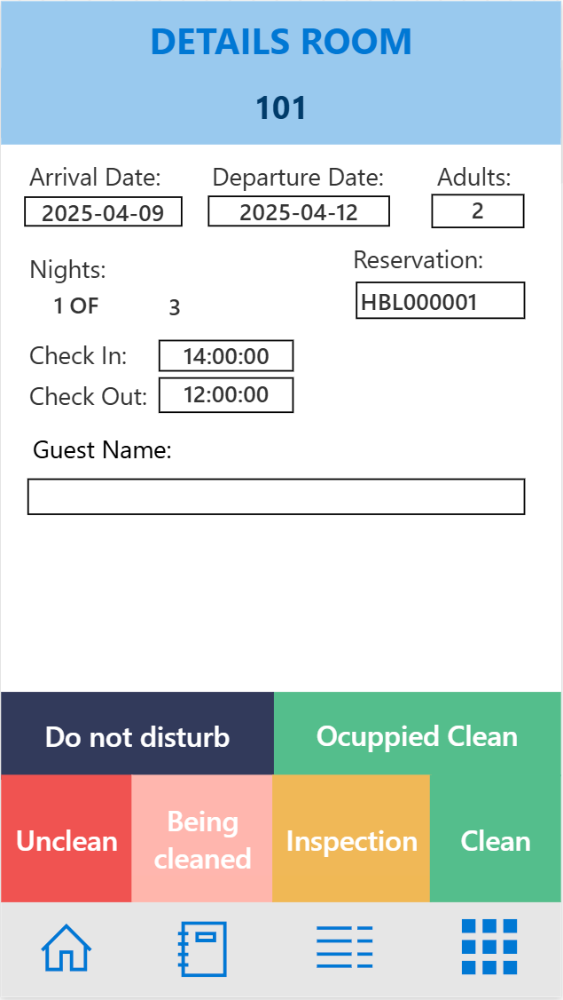 DETAILS ROOM
101
Arrival Date: Departure Date: Adults:
2025-04-09 2025-04-12 2
Nights: Reservation:
1 OF 3 HBL000001
Check In: 14:00:00
Check Out: 12:00:00
Guest Name:
Do not disturb Ocuppied Clean
Unclean Being cleaned Inspection Clean